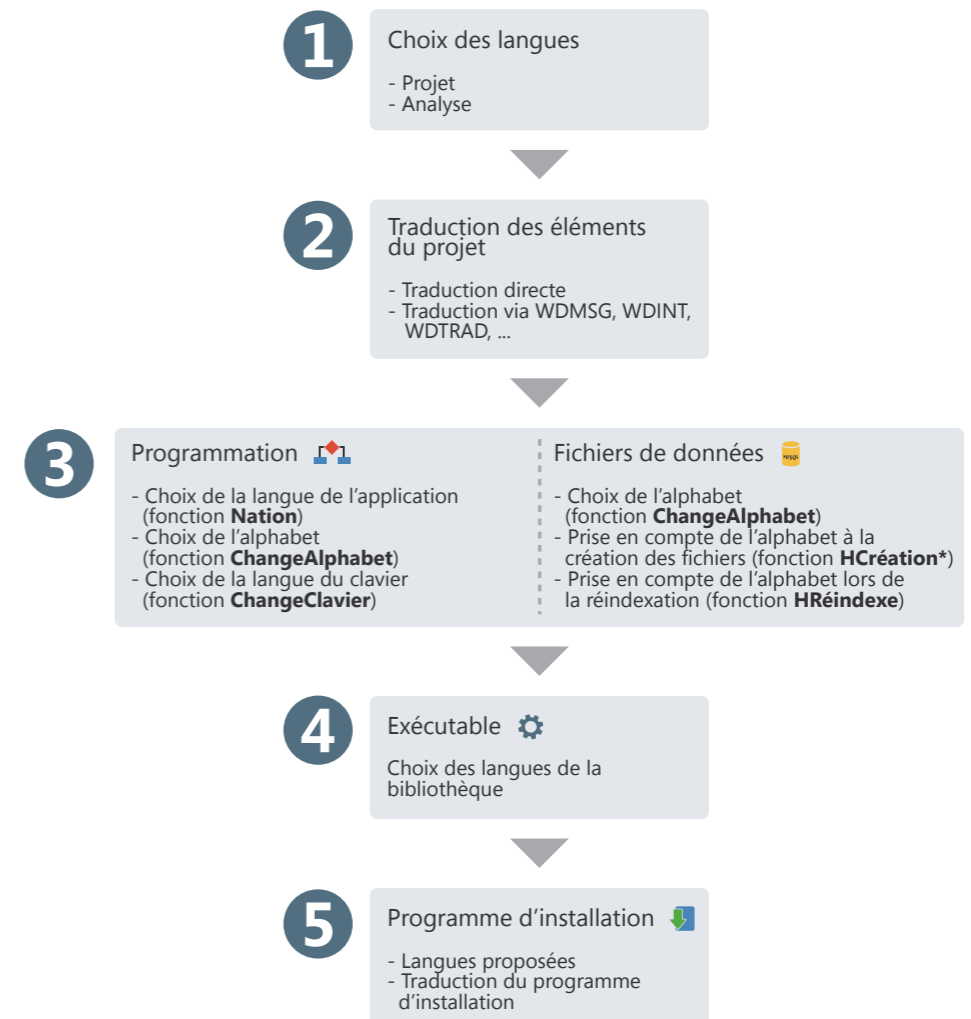 1
Choix des langues
- Projet
- Analyse
2
Traduction des éléments
du projet
- Traduction directe
- Traduction via WDMSG, WDINT,
WDTRAD, ...
3
Programmation
- Choix de la langue de l'application
(fonction Nation)
- Choix de l'alphabet
(fonction ChangeAlphabet)
- Choix de la langue du clavier
(fonction ChangeClavier)
Fichiers de données
- Choix de l'alphabet
(fonction ChangeAlphabet)
- Prise en compte de l'alphabet à la
création des fichiers (fonction HCréation*)
- Prise en compte de l'alphabet lors de
la réindexation (fonction HRéindexe)
4
Exécutable
Choix des langues de la
bibliothèque
5
Programme d'installation
- Langues proposées
- Traduction du programme
d'installation